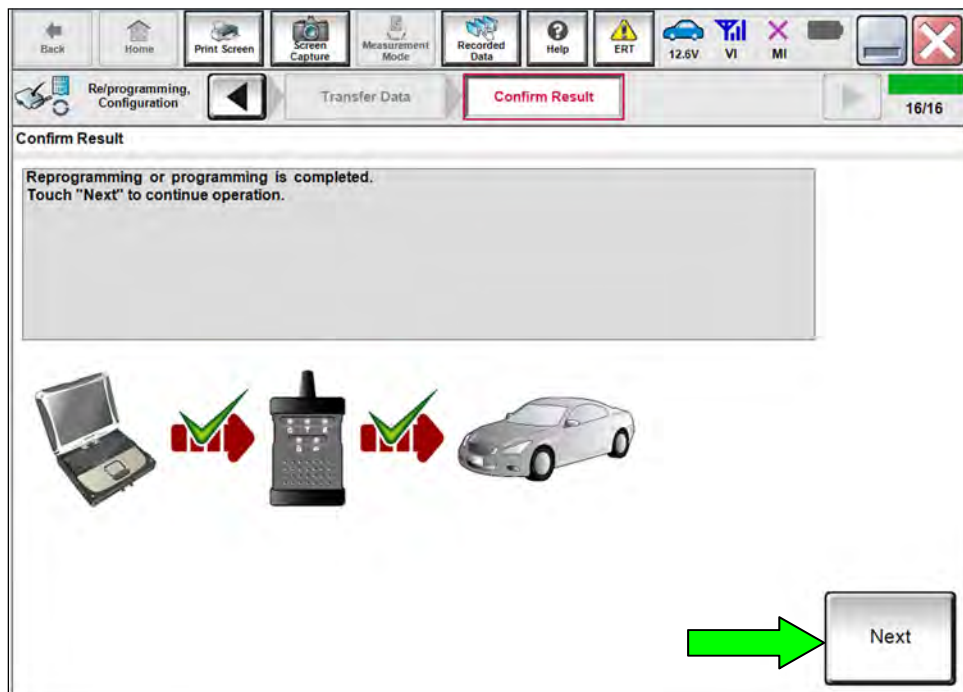 Back
Home
Print Screen
Screen
Capture
Measurement
Mode
Recorded
Data
Help
ERT
12.6V
VI
MI
Re/programming,
Configuration
Transfer Data
Confirm Result
16/16
Confirm Result
Reprogramming or programming is completed.
Touch "Next" to continue operation.
Next